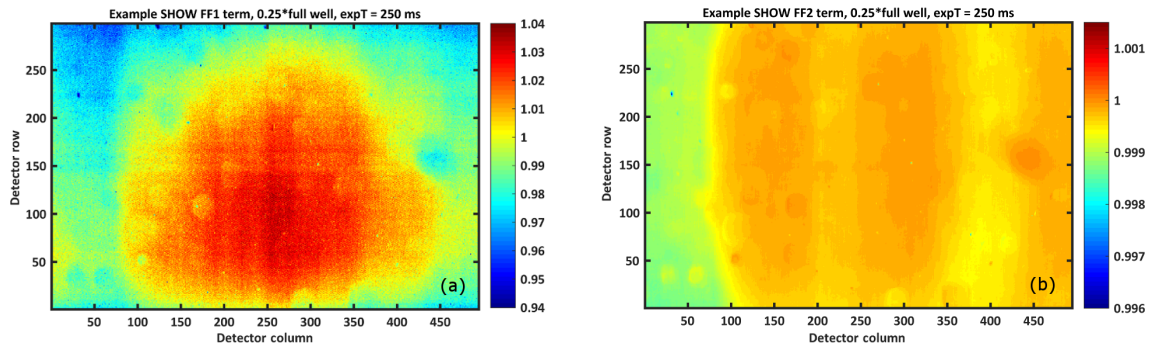 Example SHOW FF1 term, 0.25*full well, expT = 250 ms
1.04
1.03
1.02
1.01
1
0.99
0.98
0.97
0.96
0.95
0.94
250
200
150
100
50
Detector row
(a)
50 100 150 200 250 300 350 400 450
Detector column
Example SHOW FF2 term, 0.25*full well, expT = 250 ms
1.001
1
0.999
0.998
0.997
0.996
250
200
150
100
50
Detector row
(b)
50 100 150 200 250 300 350 400 450
Detector column